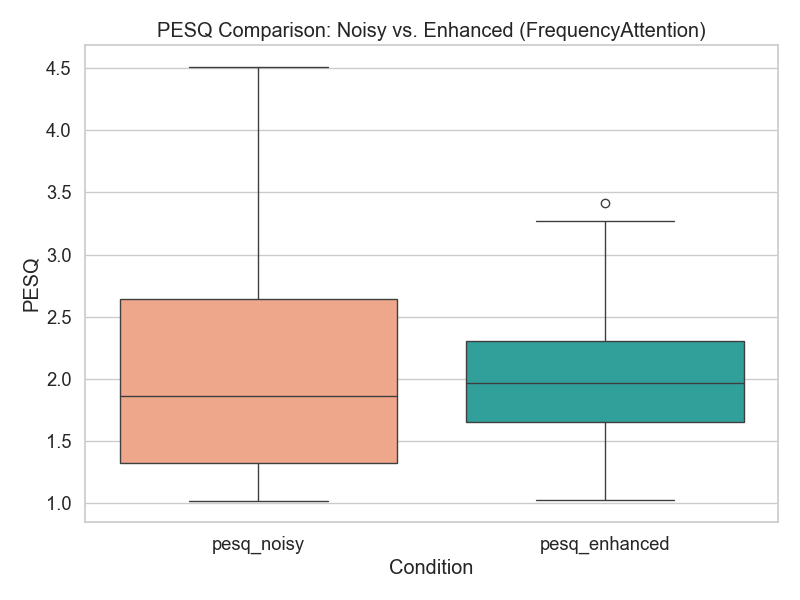 PESQ Comparison: Noisy vs. Enhanced (FrequencyAttention)
PESQ
4.5
4.0
3.5
3.0
2.5
2.0
1.5
1.0
pesq_noisy
pesq_enhanced
Condition